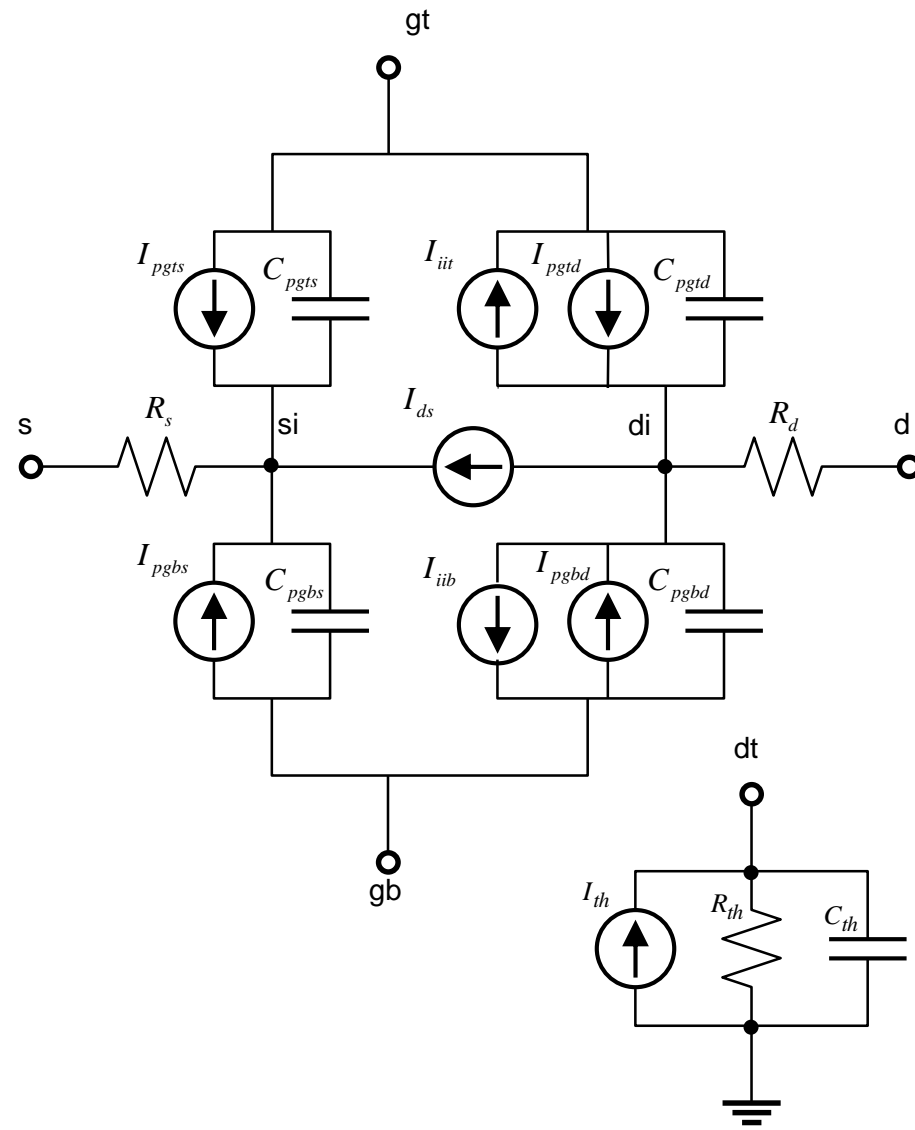 gt
I_pgts
C_pgts
I_iit
I_pgtd
C_pgtd
s
R_s
si
I_ds
di
R_d
d
I_pgbs
C_pgbs
I_iib
I_pgbd
C_pgbd
gb
dt
I_th
R_th
C_th